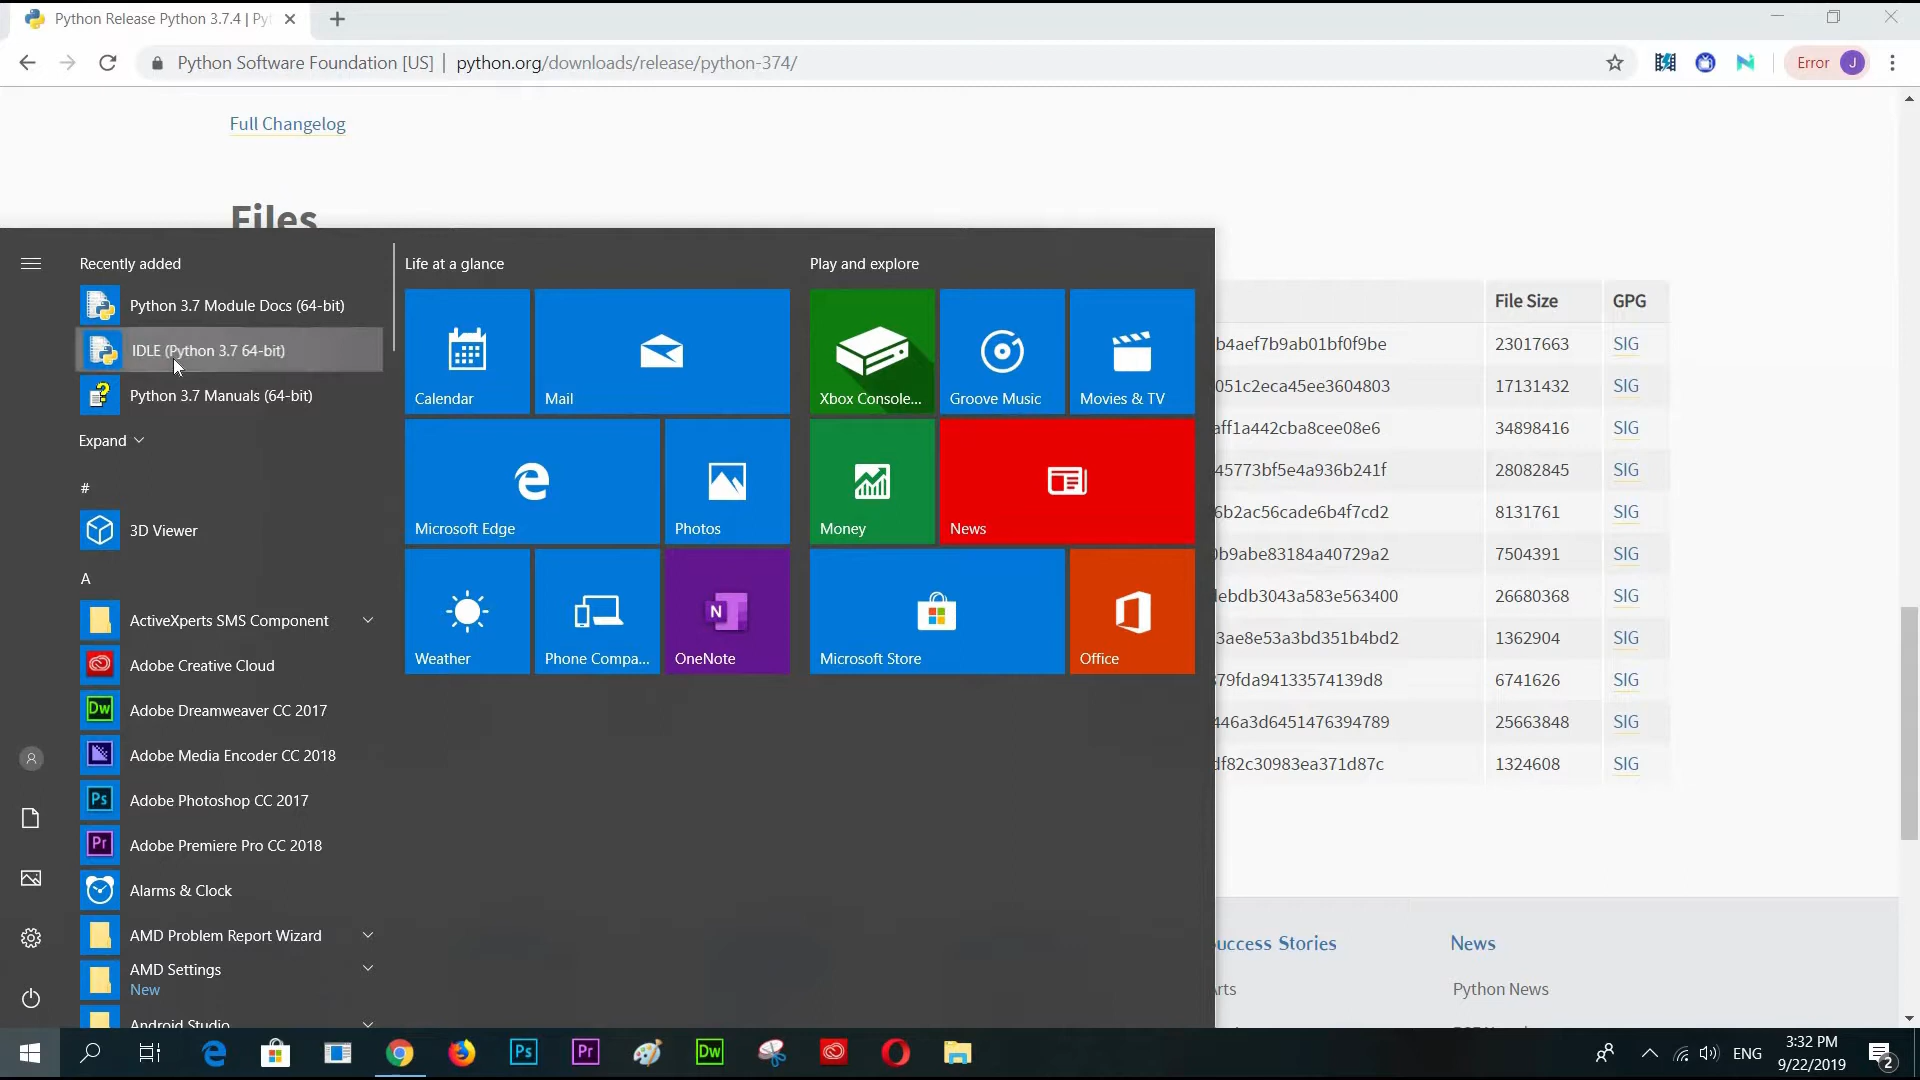 Python Release Python 3.7.4 | Py
Python Software Foundation [US] | python.org/downloads/release/python-374/
Error J
Full Changelog
Files
Recently added
Python 3.7 Module Docs (64-bit)
IDLE (Python 3.7 64-bit)
Python 3.7 Manuals (64-bit)
Expand
#
3D Viewer
A
ActiveXperts SMS Component
Adobe Creative Cloud
Adobe Dreamweaver CC 2017
Adobe Media Encoder CC 2018
Adobe Photoshop CC 2017
Adobe Premiere Pro CC 2018
Alarms & Clock
AMD Problem Report Wizard
AMD Settings
New
Android Studio
Life at a glance
Calendar
Mail
Microsoft Edge
Photos
Weather
Phone Compa...
OneNote
Play and explore
Xbox Console...
Groove Music
Movies & TV
Money
News
Microsoft Store
Office
File Size GPG
b4aef7b9ab01bf0f9be 23017663 SIG
051c2eca45ee3604803 17131432 SIG
aff1a442cba8cee08e6 34898416 SIG
45773bf5e4a936b241f 28082845 SIG
6b2ac56cade6b4f7cd2 8131761 SIG
0b9abe83184a40729a2 7504391 SIG
debdb3043a583e563400 26680368 SIG
3ae8e53a3bd351b4bd2 1362904 SIG
379fda94133574139d8 6741626 SIG
446a3d6451476394789 25663848 SIG
df82c30983ea371d87c 1324608 SIG
uccess Stories
Arts
News
Python News
Ps Pr Dw
ENG
3:32 PM
9/22/2019
2